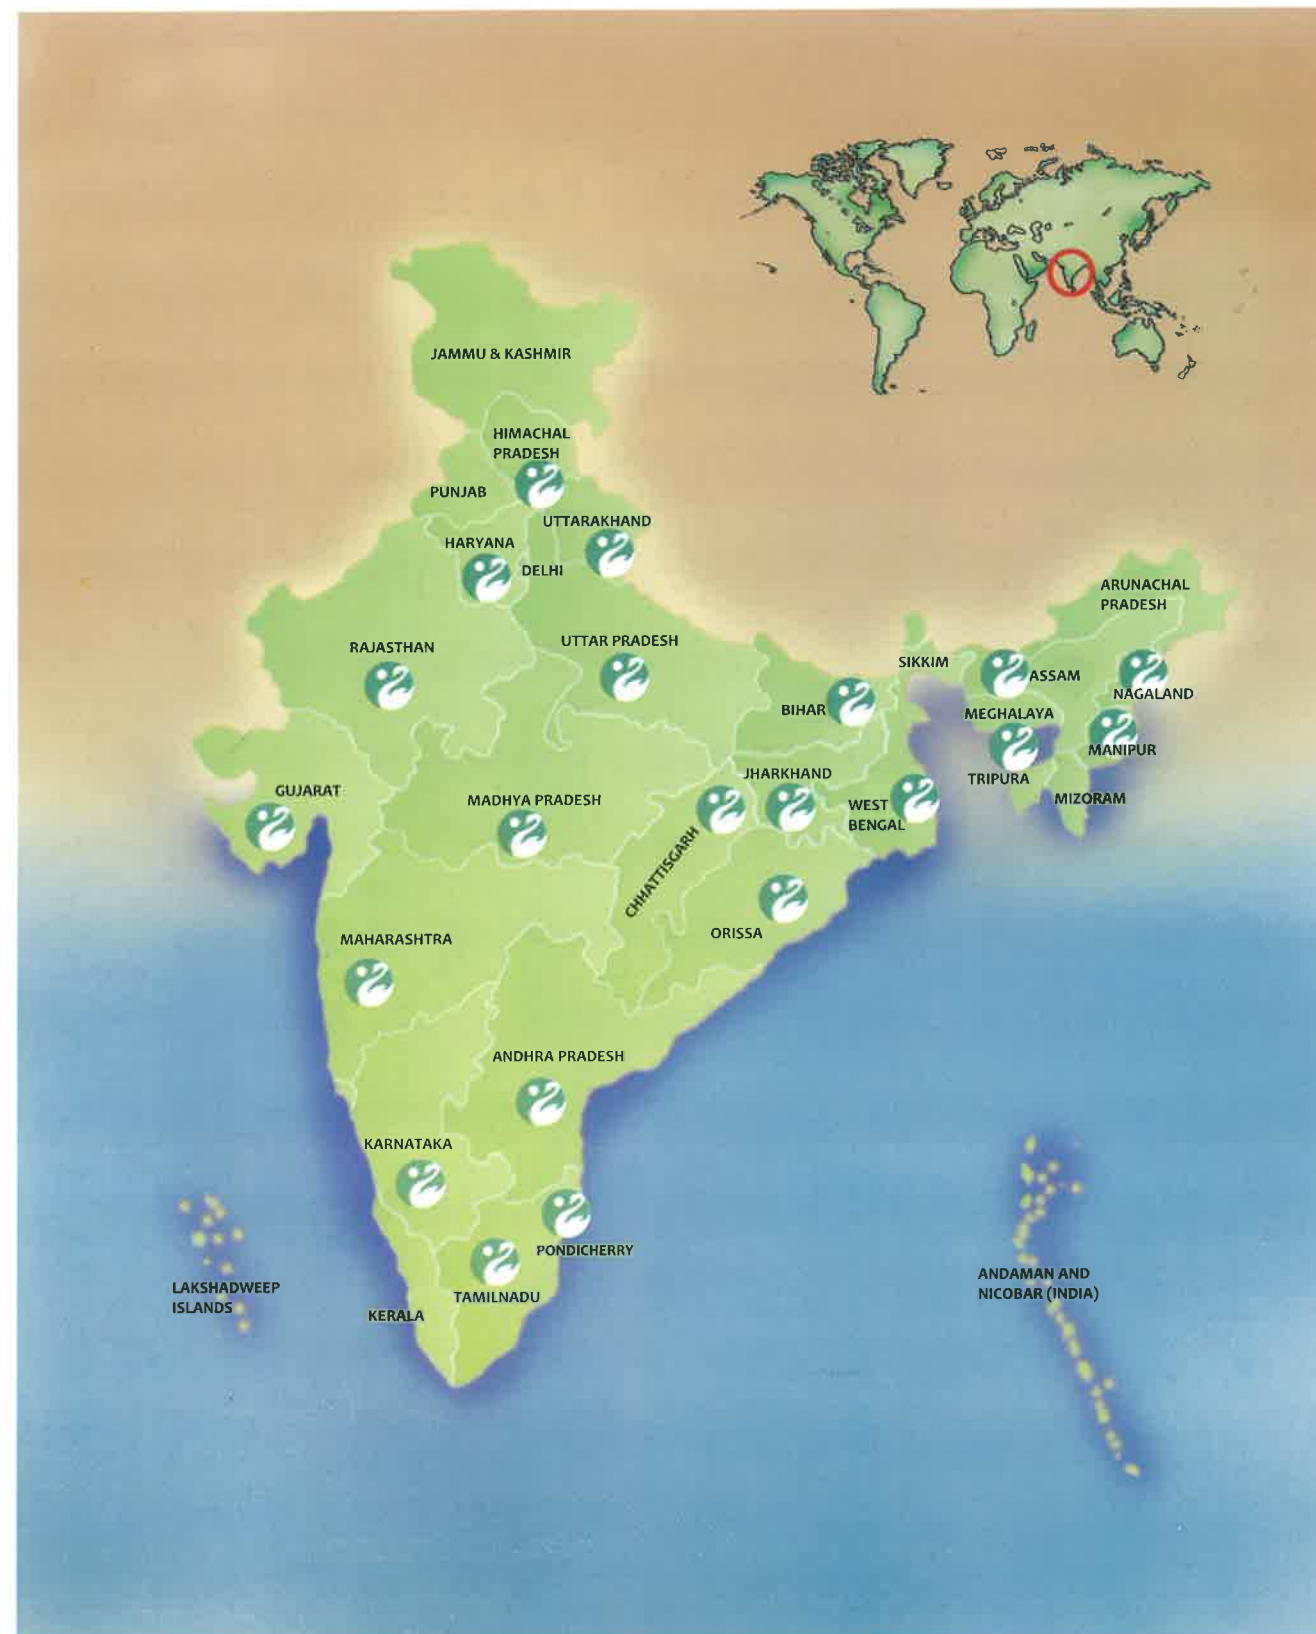 JAMMU & KASHMIR
HIMACHAL
PRADESH
PUNJAB
UTTARAKHAND
HARYANA
DELHI
ARUNACHAL
PRADESH
RAJASTHAN
UTTAR PRADESH
SIKKIM
ASSAM
NAGALAND
BIHAR
MEGHALAYA
MANIPUR
JHARKHAND
TRIPURA
GUJARAT
MADHYA PRADESH
WEST
BENGAL
MIZORAM
CHHATTISGARH
ORISSA
MAHARASHTRA
ANDHRA PRADESH
KARNATAKA
PONDICHERRY
LAKSHADWEEP
ISLANDS
TAMILNADU
KERALA
ANDAMAN AND
NICOBAR (INDIA)